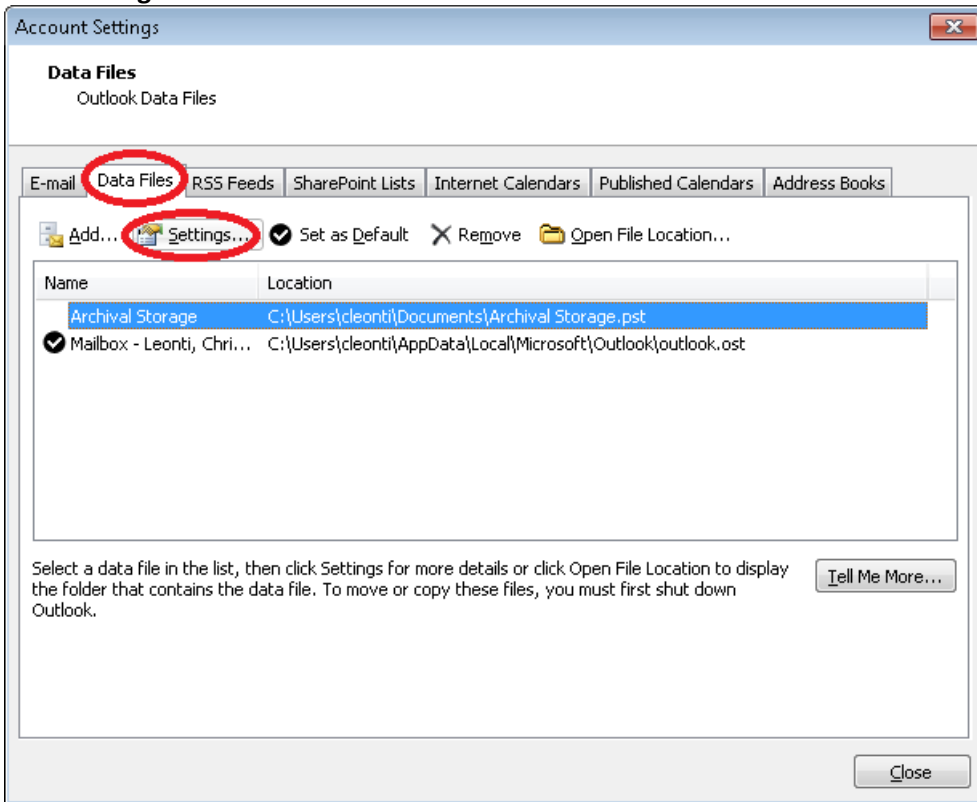 Account Settings
Data Files
Outlook Data Files
E-mail Data Files RSS Feeds SharePoint Lists Internet Calendars Published Calendars Address Books
Add... Settings... Set as Default Remove Open File Location...
Name Location
Archival Storage C:\Users\cleonti\Documents\Archival Storage.pst
Mailbox - Leonti, Chri... C:\Users\cleonti\AppData\Local\Microsoft\Outlook\outlook.ost
Select a data file in the list, then click Settings for more details or click Open File Location to display
the folder that contains the data file. To move or copy these files, you must first shut down
Outlook.
Tell Me More...
Close